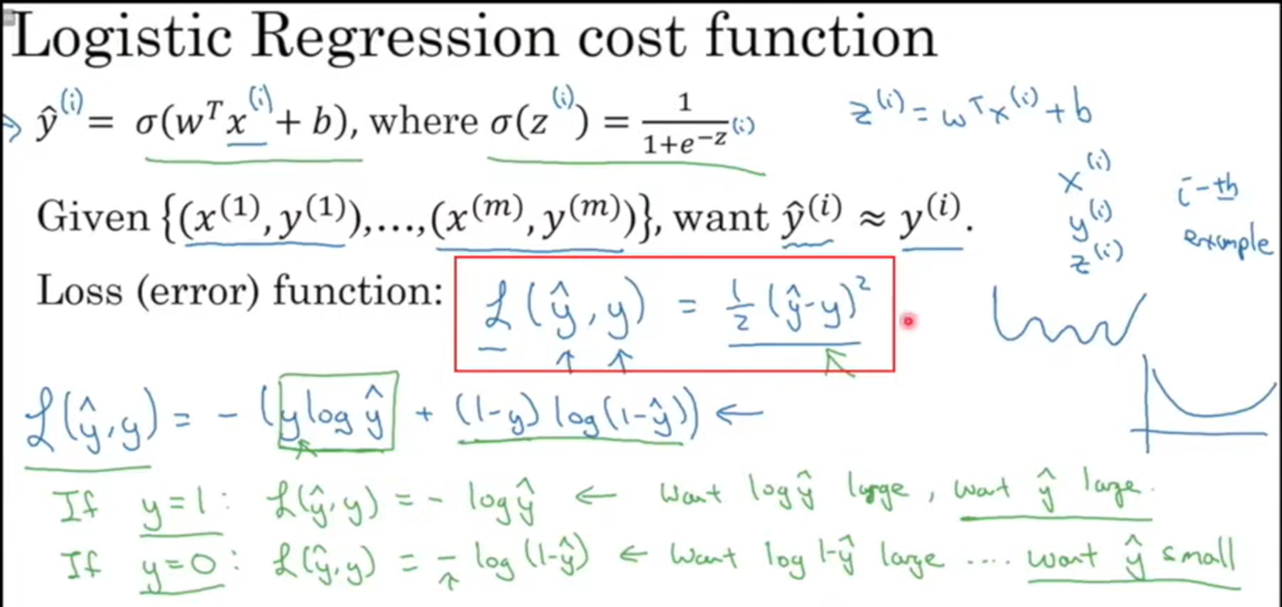 Logistic Regression cost function
→ ŷ⁽ⁱ⁾ = σ(wᵀx⁽ⁱ⁾ + b), where σ(z⁽ⁱ⁾) = 1/(1+e^(-z⁽ⁱ⁾))   z⁽ⁱ⁾ = wᵀx⁽ⁱ⁾ + b
Given {(x⁽¹⁾, y⁽¹⁾),…,(x⁽ᵐ⁾, y⁽ᵐ⁾)}, want ŷ⁽ⁱ⁾ ≈ y⁽ⁱ⁾.
x⁽ⁱ⁾
y⁽ⁱ⁾
z⁽ⁱ⁾
i-th
example
Loss (error) function: ℒ(ŷ, y) = ½(ŷ-y)²
ℒ(ŷ, y) = - (y log ŷ + (1-y) log(1-ŷ)) ←
If y=1: ℒ(ŷ, y) = - log ŷ ← Want log ŷ large, want ŷ large.
If y=0: ℒ(ŷ, y) = - log (1-ŷ) ← Want log 1-ŷ large .... want ŷ small